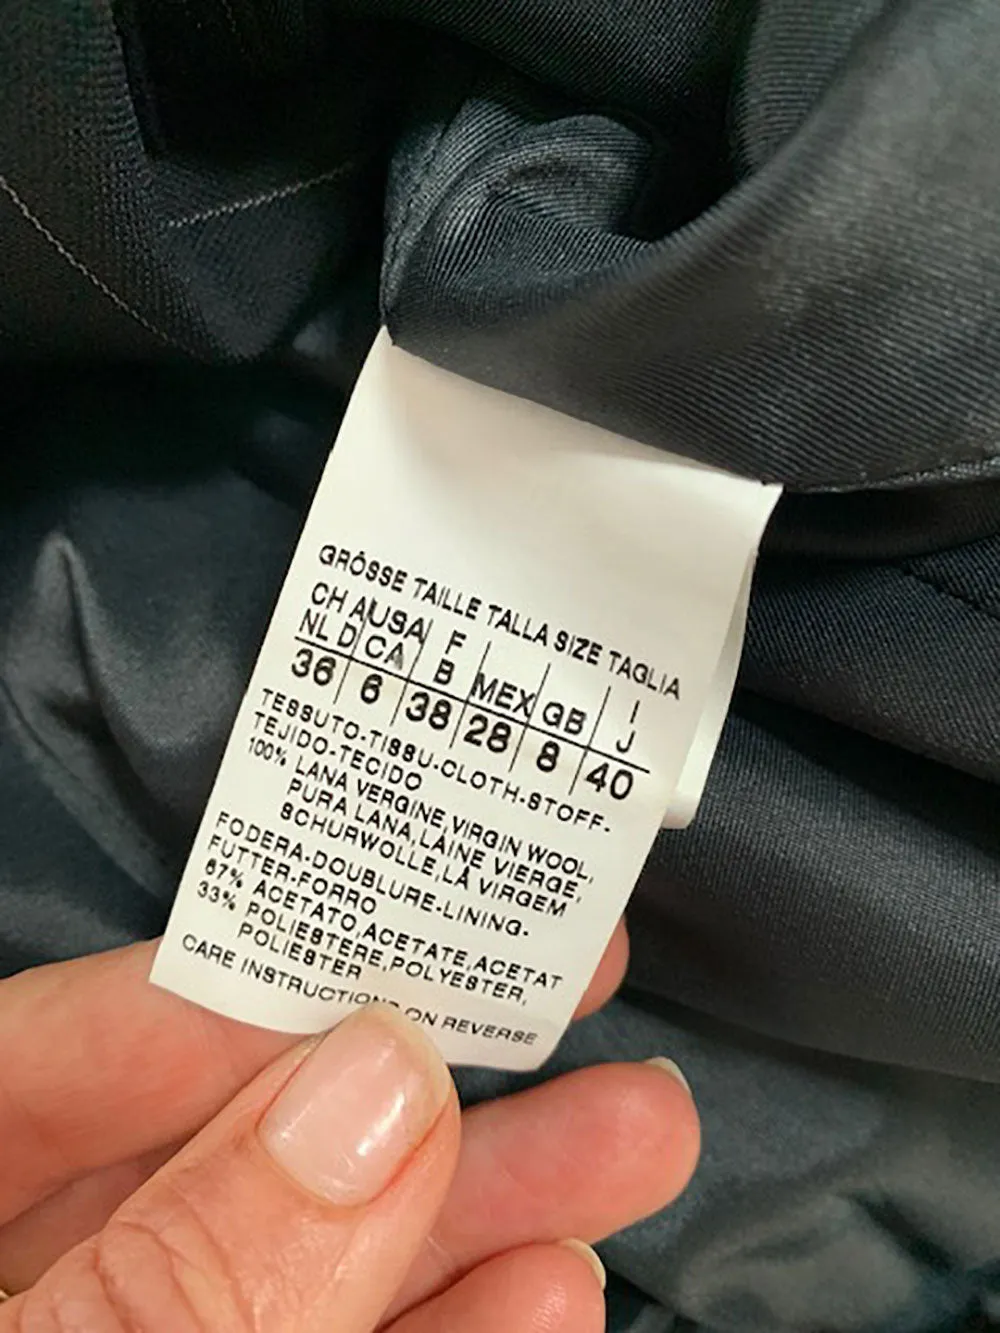 GRÖSSE TAILLE TALLA SIZE TAGLIA
CH A USA F I
NL D CA B MEX GB J
36 6 38 28 8 40
TESSUTO-TISSU-CLOTH-STOFF-
TEJIDO-TECIDO
100% LANA VERGINE,VIRGIN WOOL,
PURA LANA,LAINE VIERGE,
SCHURWOLLE,LÃ VIRGEM
FODERA-DOUBLURE-LINING-
FUTTER-FORRO
67% ACETATO,ACETATE,ACETAT
33% POLIESTERE,POLYESTER,
POLIESTER
CARE INSTRUCTIONS ON REVERSE